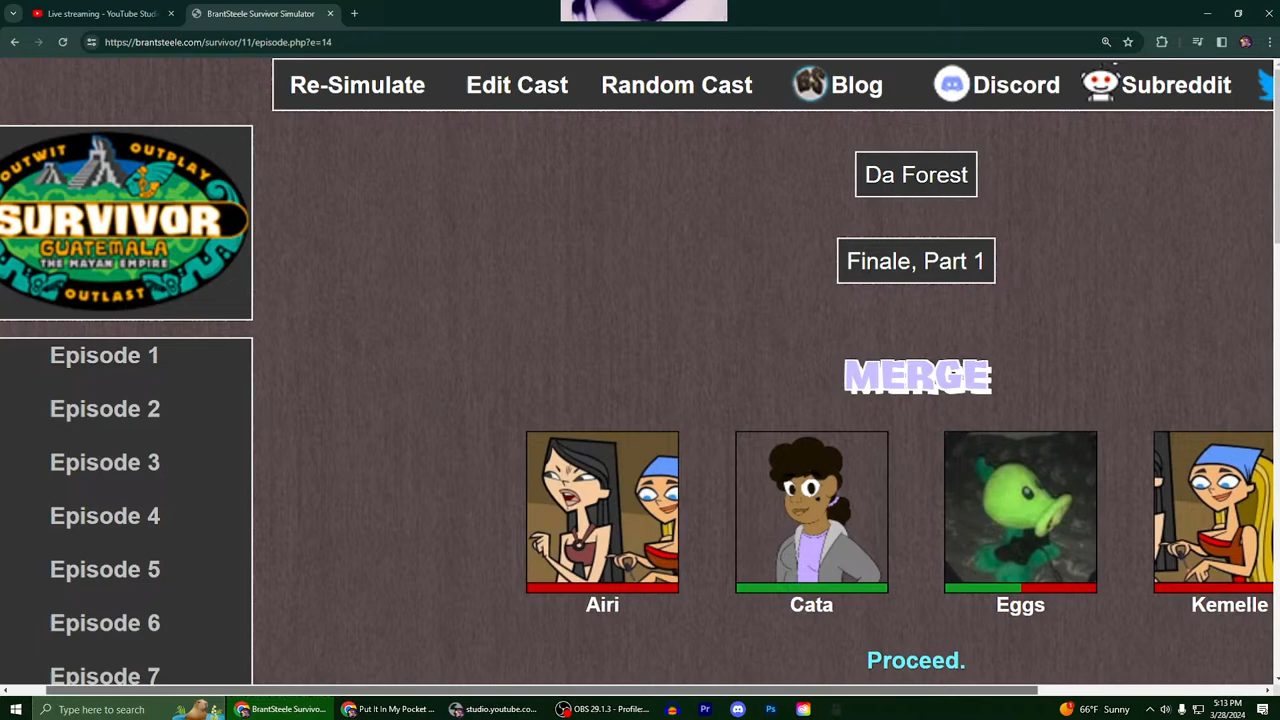 Live streaming - YouTube Stud
BrantSteele Survivor Simulator
https://brantsteele.com/survivor/11/episode.php?e=14
Re-Simulate Edit Cast Random Cast Blog Discord Subreddit
OUTWIT OUTPLAY
SURVIVOR
GUATEMALA
THE MAYAN EMPIRE
OUTLAST
Da Forest
Finale, Part 1
MERGE
Episode 1
Episode 2
Episode 3
Episode 4
Episode 5
Episode 6
Episode 7
Airi Cata Eggs Kemelle
Proceed.
Type here to search
BrantSteele Survivo...
Put It In My Pocket ...
studio.youtube.co...
OBS 29.1.3 - Profile:...
Pr
Ps
66°F Sunny
5:13 PM
3/28/2024